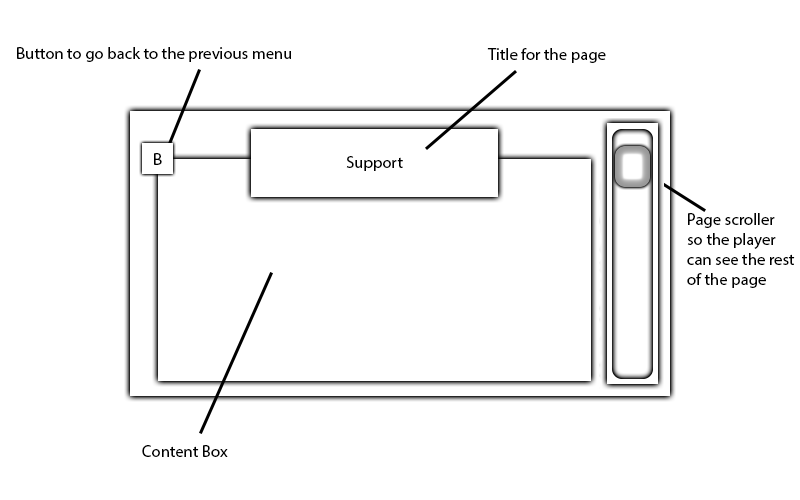 Button to go back to the previous menu
Title for the page
B
Support
Page scroller
so the player
can see the rest
of the page
Content Box